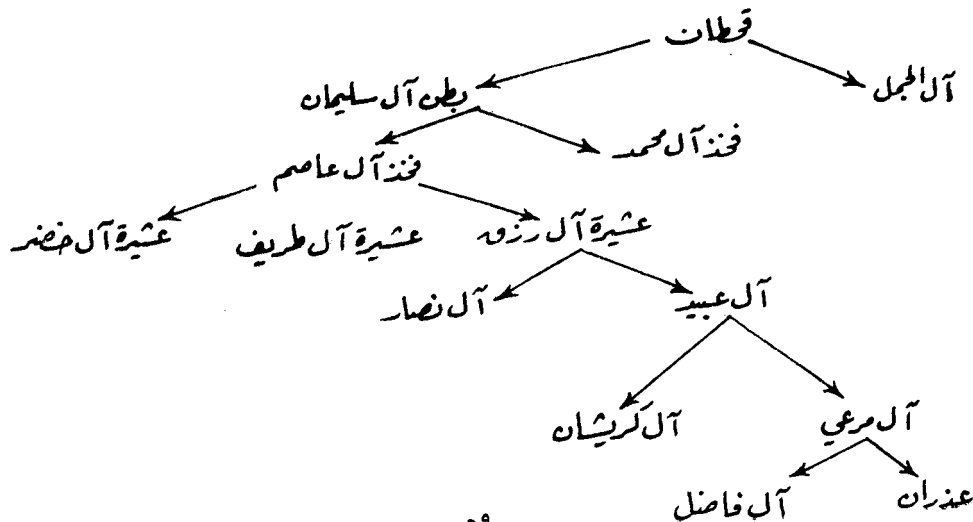 قحطان
آل الجمل
بطن آل سليمان
فخذ آل محمد
فخذ آل عاصم
عشيرة آل رزق
عشيرة آل طريف
عشيرة آل خضر
آل عبيد
آل نصار
آل مرعي
آل كريشان
عذران
آل فاضل
٥٩